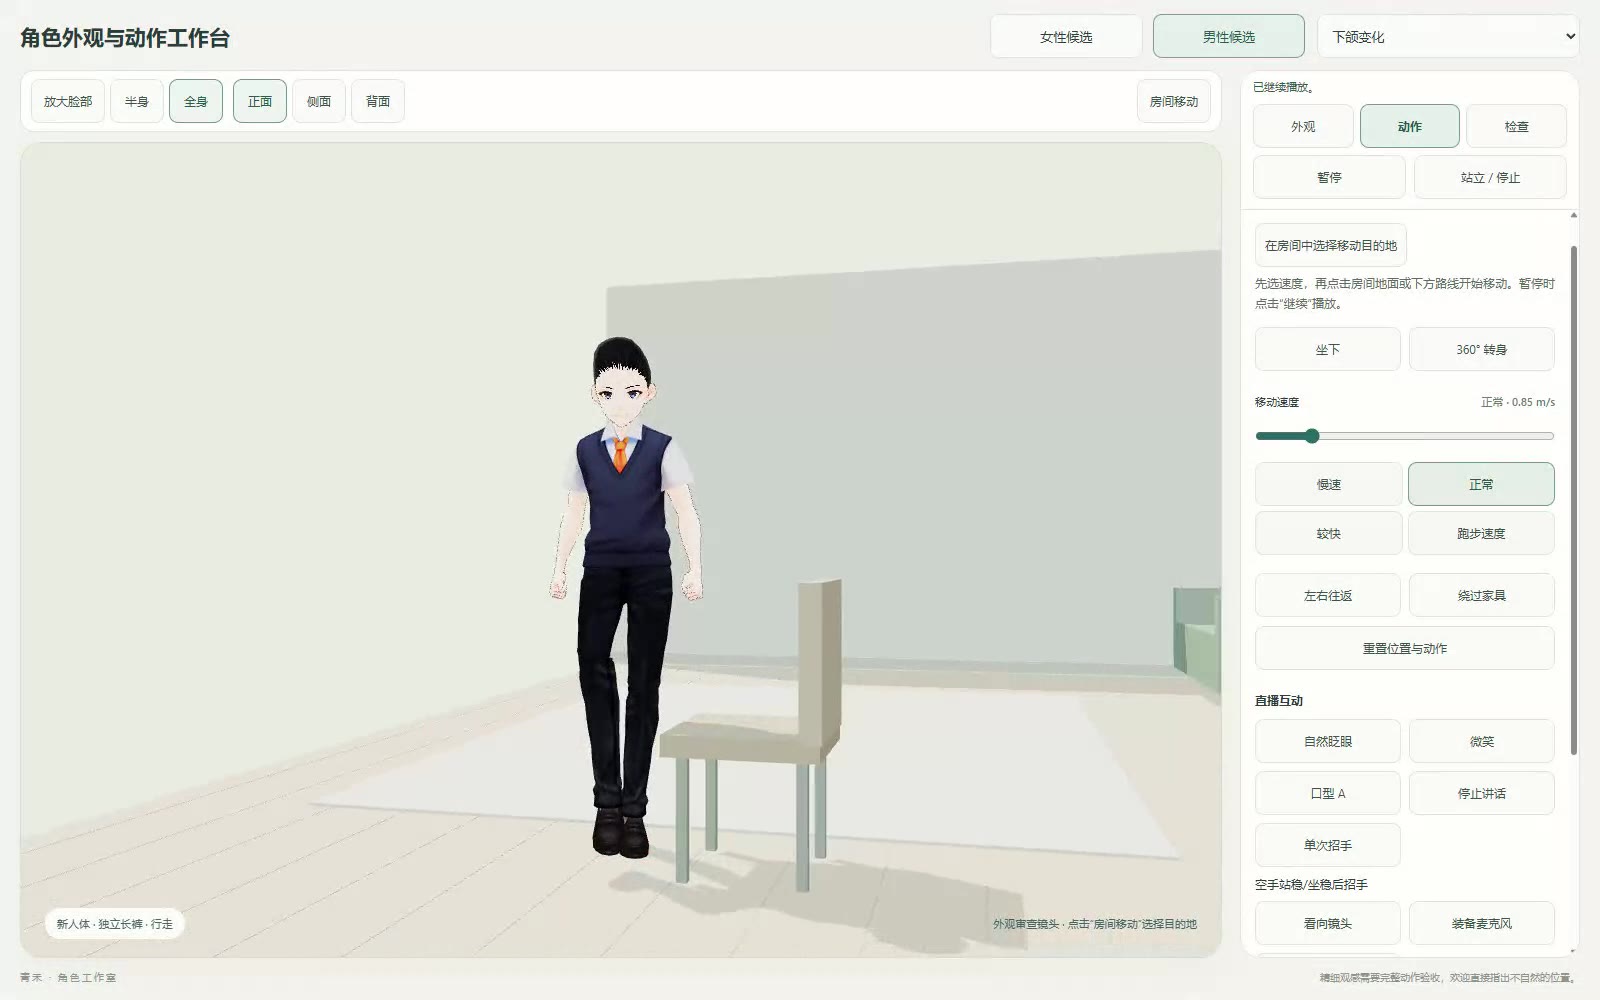 角色外观与动作工作台
女性候选
男性候选
下颌变化
放大脸部
半身
全身
正面
侧面
背面
房间移动
已继续播放。
外观
动作
检查
暂停
站立 / 停止
在房间中选择移动目的地
先选速度，再点击房间地面或下方路线开始移动。暂停时
点击“继续”播放。
坐下
360° 转身
移动速度
正常 · 0.85 m/s
慢速
正常
较快
跑步速度
左右往返
绕过家具
重置位置与动作
直播互动
自然眨眼
微笑
口型 A
停止讲话
单次招手
空手站稳/坐稳后招手
看向镜头
装备麦克风
新人体 · 独立长裤 · 行走
外观审查镜头 · 点击“房间移动”选择目的地
青禾 · 角色工作室
精细观感需要完整动作验收，欢迎直接指出不自然的位置。